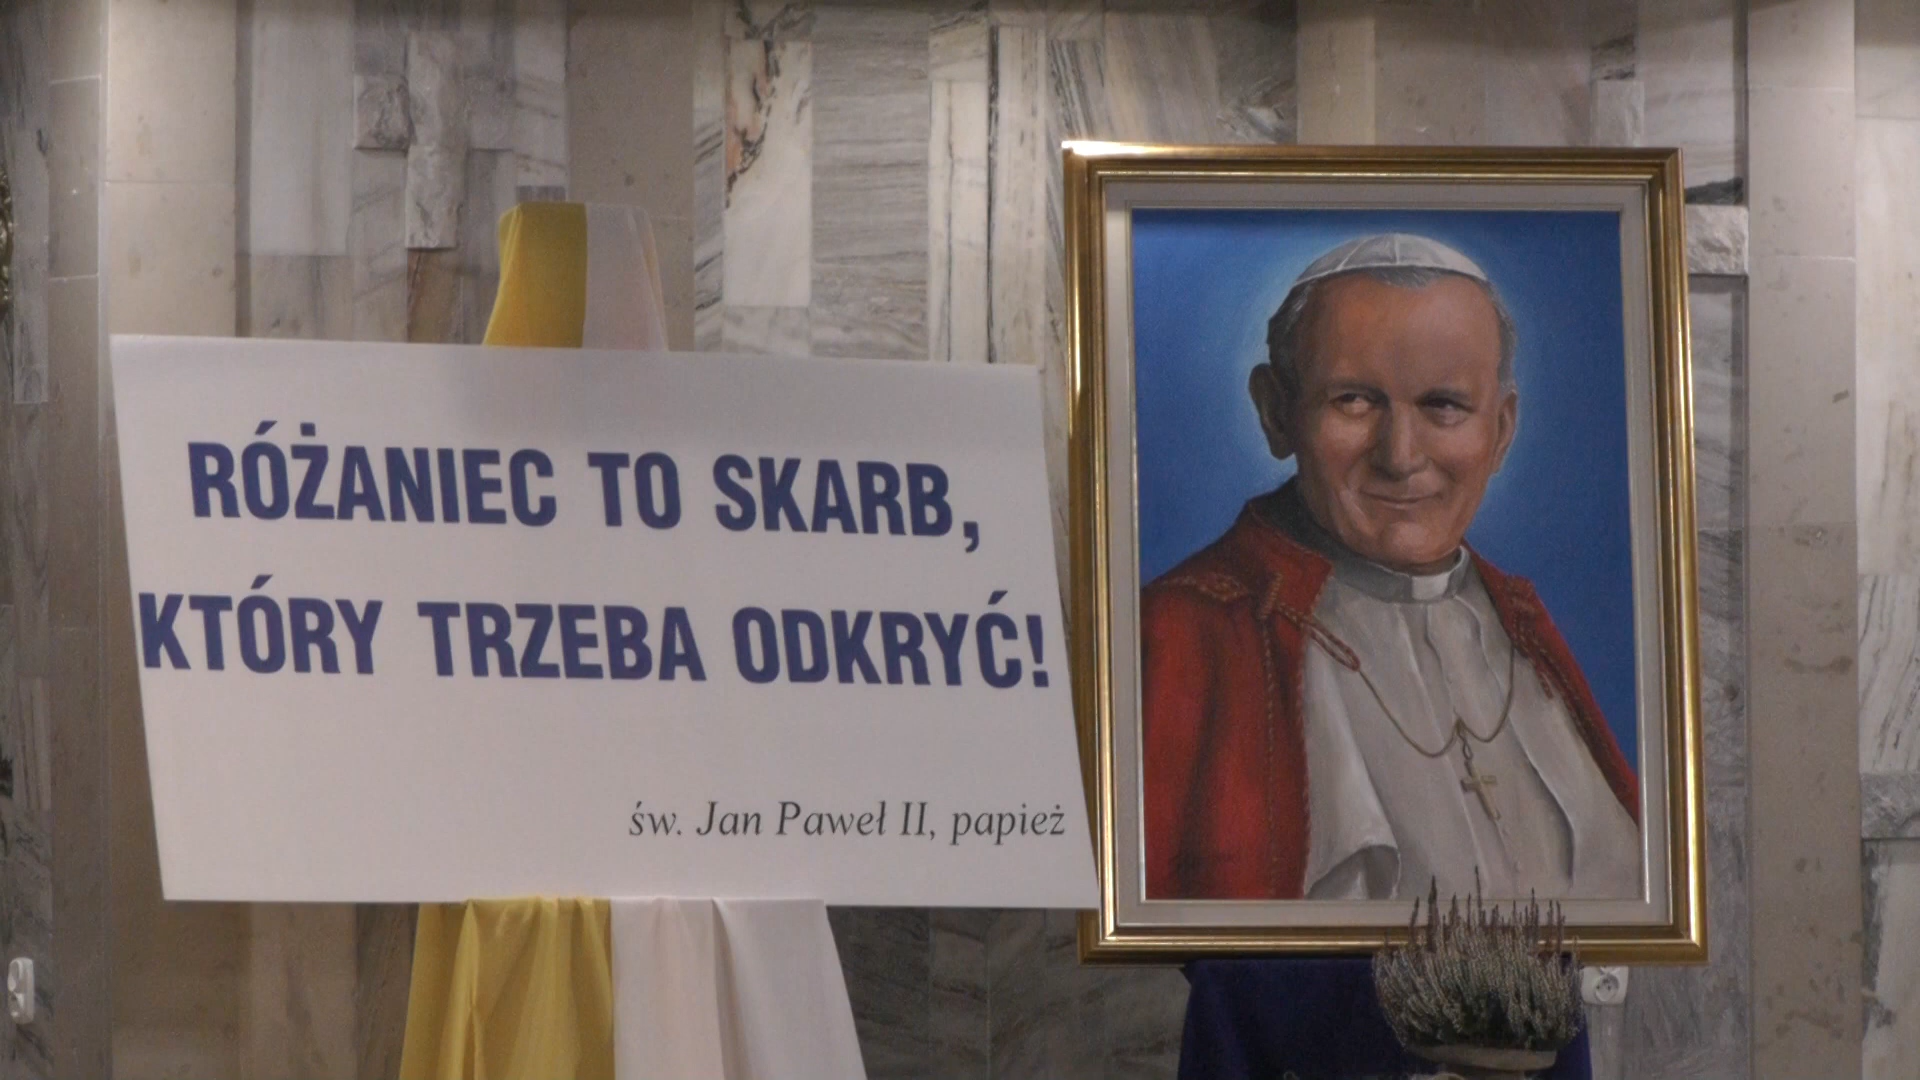 RÓŻANIEC TO SKARB,
KTÓRY TRZEBA ODKRYĆ!
św. Jan Paweł II, papież